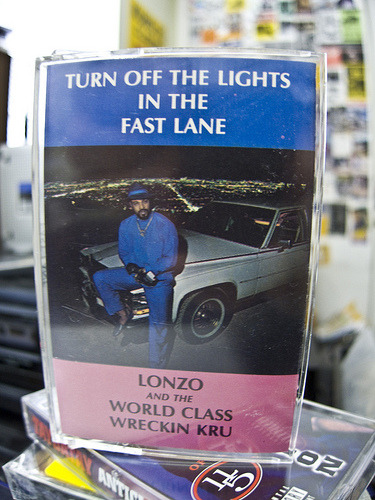 TURN OFF THE LIGHTS
IN THE
FAST LANE
LONZO
AND THE
WORLD CLASS
WRECKIN KRU